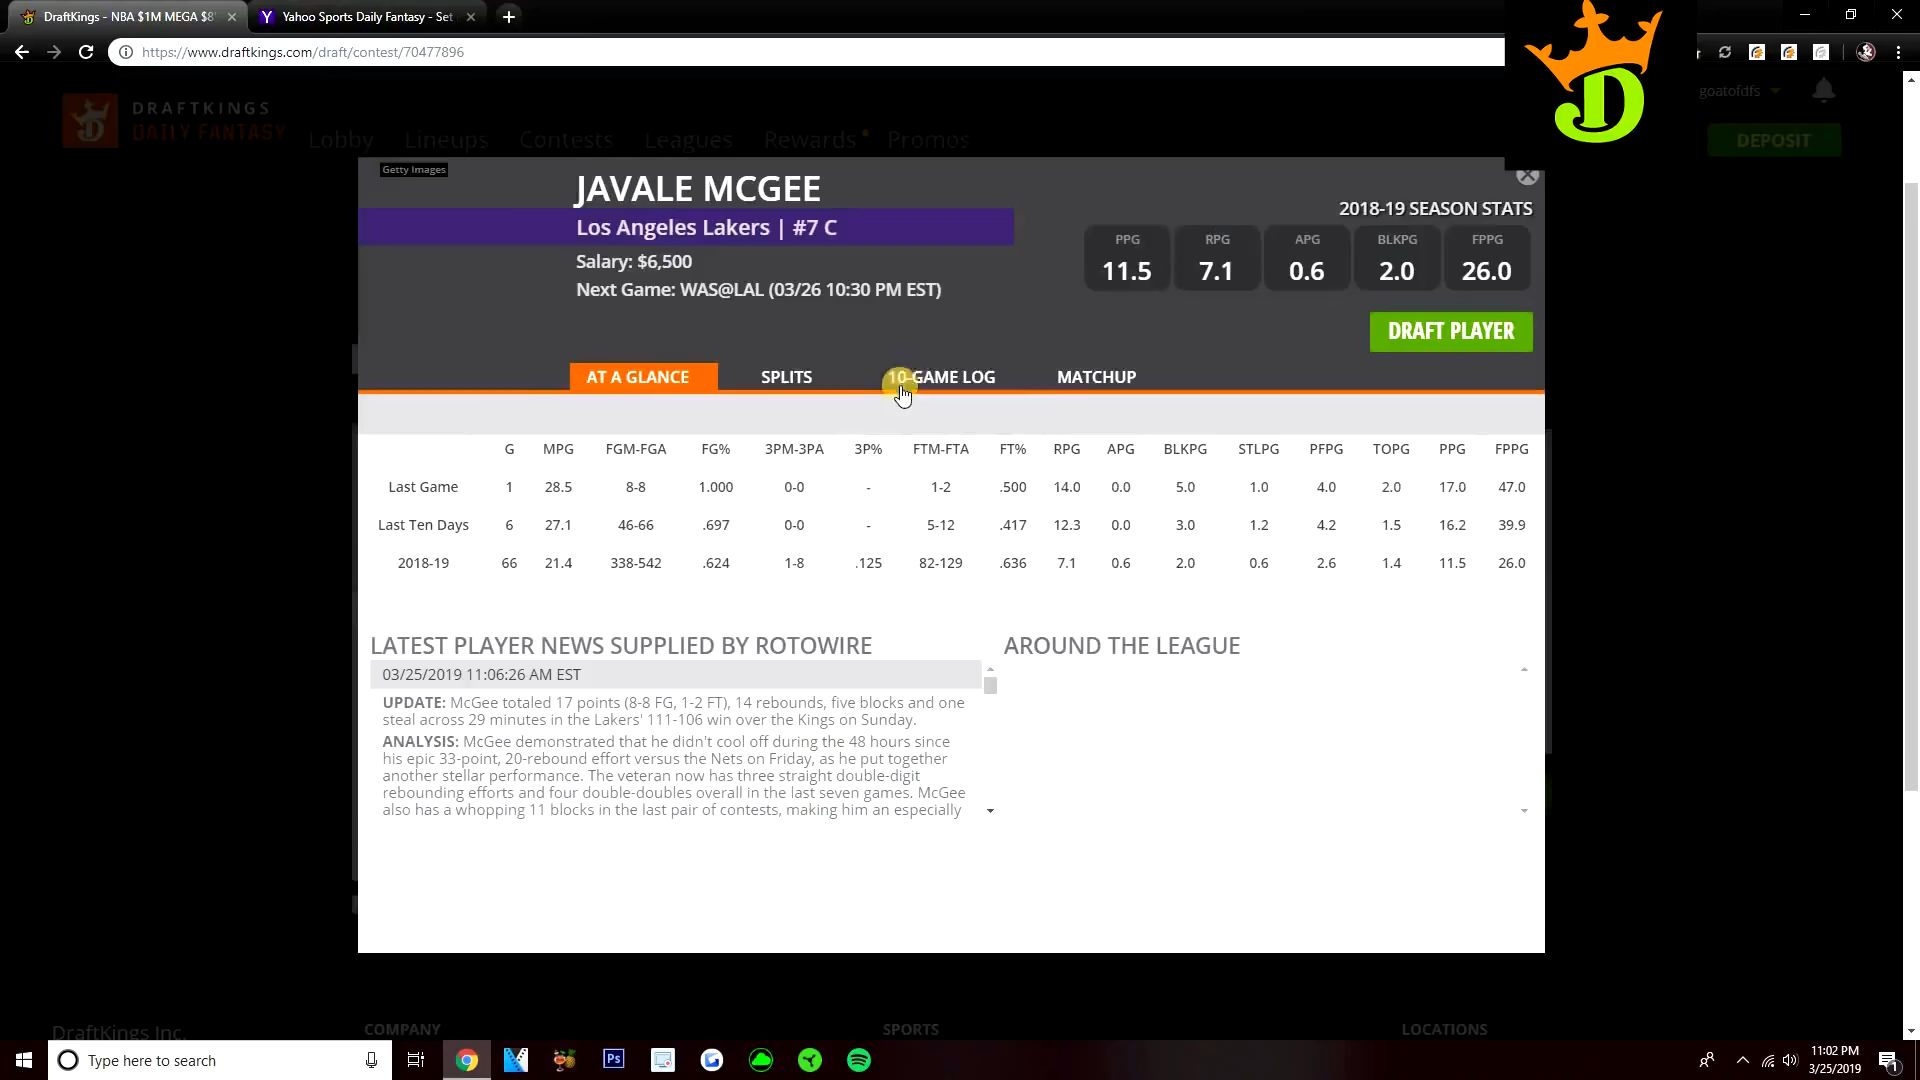 DraftKings - NBA $1M MEGA $8
Yahoo Sports Daily Fantasy - Set
https://www.draftkings.com/draft/contest/70477896
DRAFTKINGS
DAILY FANTASY
Lobby
Lineups
Contests
Leagues
Rewards
Promos
goatofdfs
DEPOSIT
D
Getty Images
JAVALE MCGEE
Los Angeles Lakers | #7 C
Salary: $6,500
Next Game: WAS@LAL (03/26 10:30 PM EST)
2018-19 SEASON STATS
PPG RPG APG BLKPG FPPG
11.5 7.1 0.6 2.0 26.0
DRAFT PLAYER
AT A GLANCE SPLITS 10-GAME LOG MATCHUP
G MPG FGM-FGA FG% 3PM-3PA 3P% FTM-FTA FT% RPG APG BLKPG STLPG PFPG TOPG PPG FPPG
Last Game 1 28.5 8-8 1.000 0-0 - 1-2 .500 14.0 0.0 5.0 1.0 4.0 2.0 17.0 47.0
Last Ten Days 6 27.1 46-66 .697 0-0 - 5-12 .417 12.3 0.0 3.0 1.2 4.2 1.5 16.2 39.9
2018-19 66 21.4 338-542 .624 1-8 .125 82-129 .636 7.1 0.6 2.0 0.6 2.6 1.4 11.5 26.0
LATEST PLAYER NEWS SUPPLIED BY ROTOWIRE
03/25/2019 11:06:26 AM EST
UPDATE: McGee totaled 17 points (8-8 FG, 1-2 FT), 14 rebounds, five blocks and one
steal across 29 minutes in the Lakers' 111-106 win over the Kings on Sunday.
ANALYSIS: McGee demonstrated that he didn't cool off during the 48 hours since
his epic 33-point, 20-rebound effort versus the Nets on Friday, as he put together
another stellar performance. The veteran now has three straight double-digit
rebounding efforts and four double-doubles overall in the last seven games. McGee
also has a whopping 11 blocks in the last pair of contests, making him an especially
AROUND THE LEAGUE
DraftKings Inc.
COMPANY
SPORTS
LOCATIONS
Type here to search
Ps
11:02 PM
3/25/2019
1